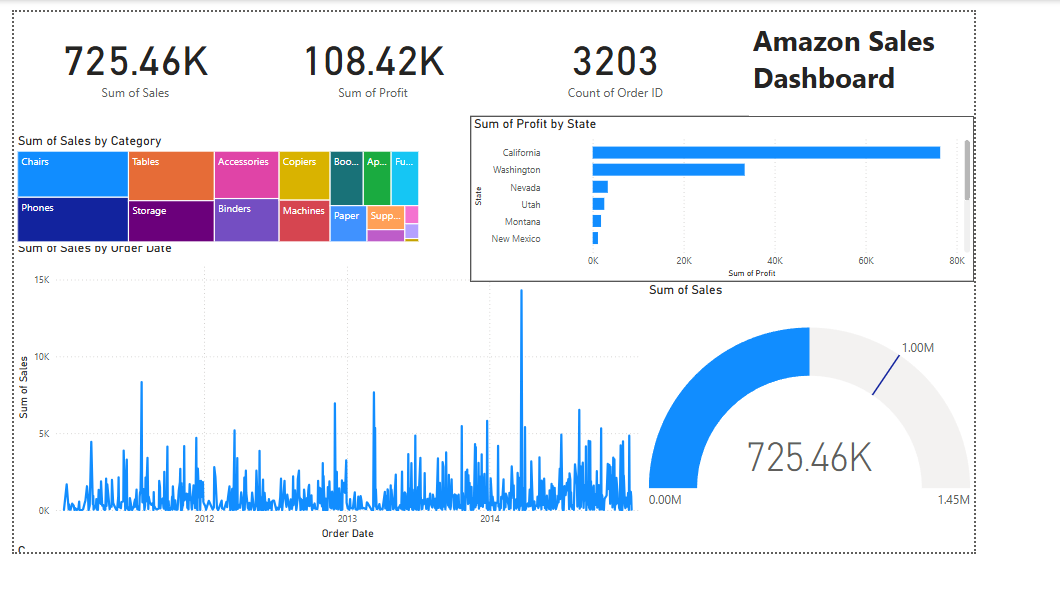 725.46K
Sum of Sales
108.42K
Sum of Profit
3203
Count of Order ID
Amazon Sales
Dashboard
Sum of Sales by Category
Chairs
Tables
Accessories
Copiers
Boo...
Ap...
Fu...
Phones
Storage
Binders
Machines
Paper
Supp...
Sum of Profit by State
State
California
Washington
Nevada
Utah
Montana
New Mexico
0K
20K
40K
60K
80K
Sum of Profit
Sum of Sales by Order Date
Sum of Sales
15K
10K
5K
0K
2012
2013
2014
Order Date
Sum of Sales
1.00M
725.46K
0.00M
1.45M